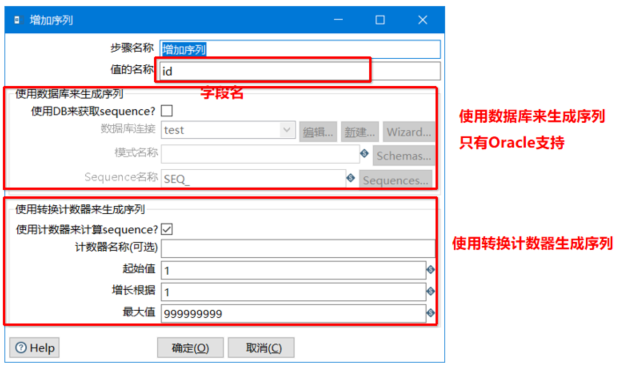 增加序列
步骤名称 增加序列
值的名称 id
字段名
使用数据库来生成序列
使用DB来获取sequence?
数据库连接 test 编辑... 新建... Wizard...
模式名称 Schemas...
Sequence名称 SEQ_ Sequences...
使用数据库来生成序列
只有Oracle支持
使用转换计数器来生成序列
使用计数器来计算sequence?
计数器名称(可选)
起始值 1
增长根据 1
最大值 999999999
使用转换计数器生成序列
Help 确定(O) 取消(C)